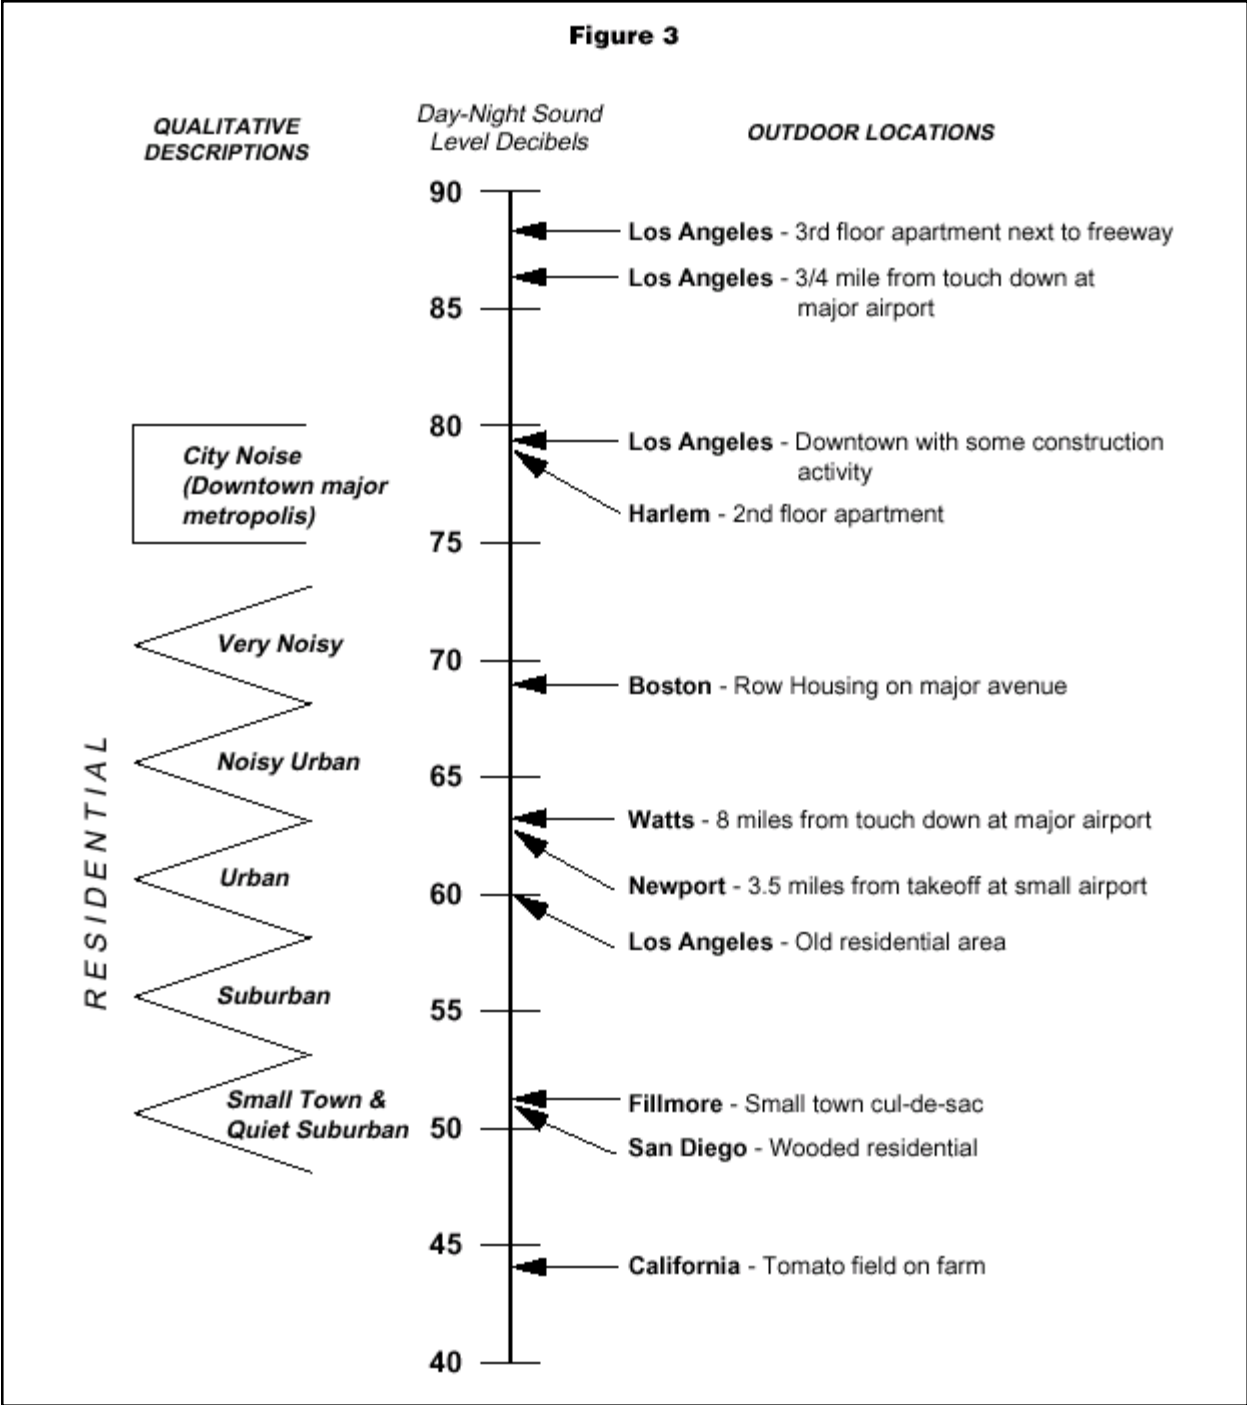 Figure 3
QUALITATIVE
DESCRIPTIONS
Day-Night Sound
Level Decibels
OUTDOOR LOCATIONS
90
Los Angeles - 3rd floor apartment next to freeway
Los Angeles - 3/4 mile from touch down at
major airport
85
80
City Noise
(Downtown major
metropolis)
Los Angeles - Downtown with some construction
activity
Harlem - 2nd floor apartment
75
RESIDENTIAL
Very Noisy
70
Boston - Row Housing on major avenue
Noisy Urban
65
Watts - 8 miles from touch down at major airport
Urban
Newport - 3.5 miles from takeoff at small airport
60
Los Angeles - Old residential area
Suburban
55
Small Town &
Quiet Suburban
Fillmore - Small town cul-de-sac
50
San Diego - Wooded residential
45
California - Tomato field on farm
40